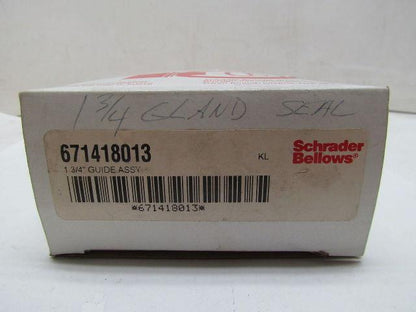 1 3/4 GLAND SEAL
671418013
KL
Schrader
Bellows®
1 3/4" GUIDE ASSY
*671418013*